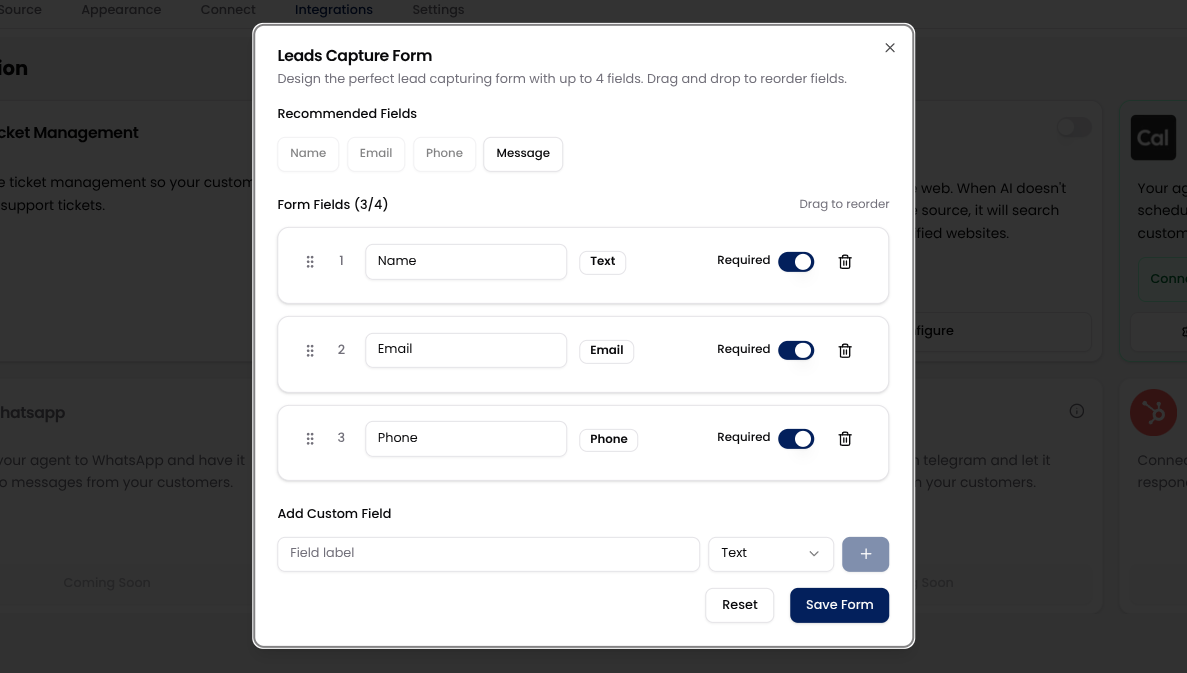 Source Appearance Connect Integrations Settings
Leads Capture Form
Design the perfect lead capturing form with up to 4 fields. Drag and drop to reorder fields.
Recommended Fields
Name Email Phone Message
Form Fields (3/4) Drag to reorder
1 Name Text Required
2 Email Email Required
3 Phone Phone Required
Add Custom Field
Field label Text +
Reset Save Form
ion
cket Management
e ticket management so your custom
support tickets.
web. When AI doesn't
source, it will search
fied websites.
figure
Cal
Your ag
schedu
custom
Conne
hatsapp
your agent to WhatsApp and have it
o messages from your customers.
Coming Soon
n telegram and let it
your customers.
Soon
Connec
respon